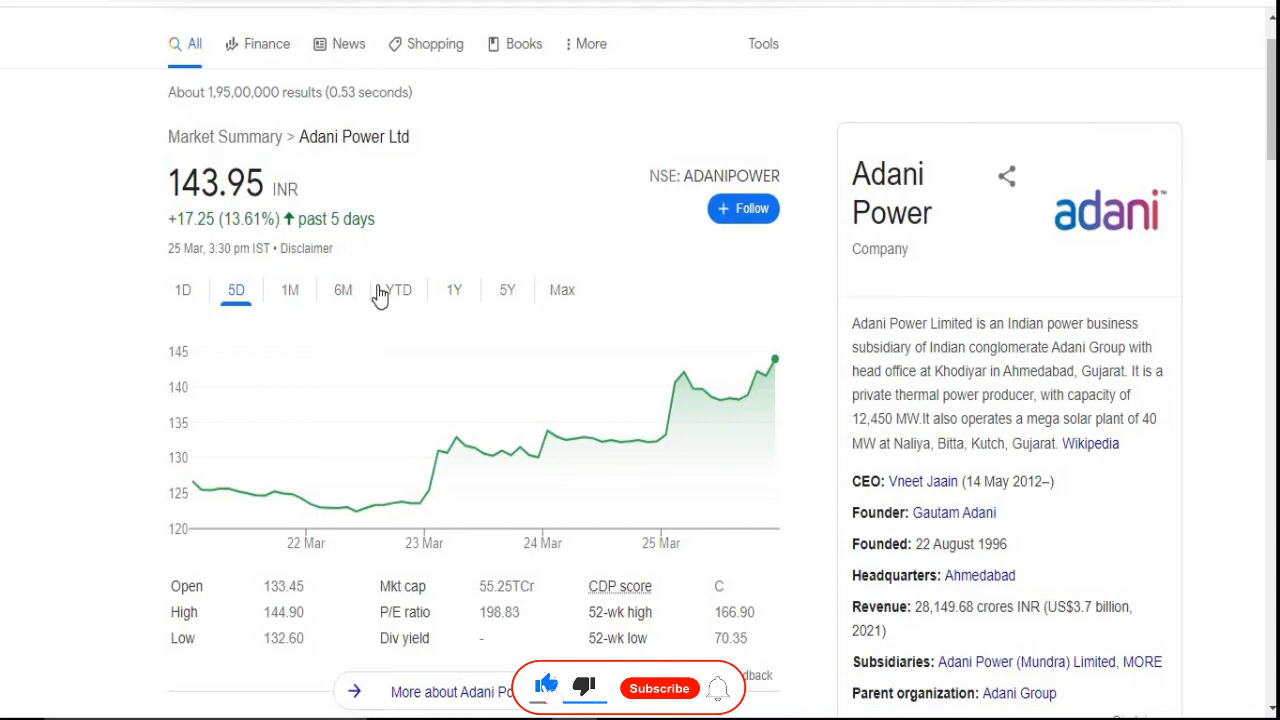 All Finance News Shopping Books More Tools
About 1,95,00,000 results (0.53 seconds)
Market Summary > Adani Power Ltd
143.95 INR
+17.25 (13.61%) past 5 days
25 Mar, 3:30 pm IST • Disclaimer
NSE: ADANIPOWER
+ Follow
1D 5D 1M 6M YTD 1Y 5Y Max
145
140
135
130
125
120
22 Mar 23 Mar 24 Mar 25 Mar
Open 133.45 Mkt cap 55.25TCr CDP score C
High 144.90 P/E ratio 198.83 52-wk high 166.90
Low 132.60 Div yield - 52-wk low 70.35
More about Adani Po
Subscribe
Adani
Power
Company
adani™
Adani Power Limited is an Indian power business
subsidiary of Indian conglomerate Adani Group with
head office at Khodiyar in Ahmedabad, Gujarat. It is a
private thermal power producer, with capacity of
12,450 MW.It also operates a mega solar plant of 40
MW at Naliya, Bitta, Kutch, Gujarat. Wikipedia
CEO: Vneet Jaain (14 May 2012–)
Founder: Gautam Adani
Founded: 22 August 1996
Headquarters: Ahmedabad
Revenue: 28,149.68 crores INR (US$3.7 billion,
2021)
Subsidiaries: Adani Power (Mundra) Limited, MORE
Parent organization: Adani Group